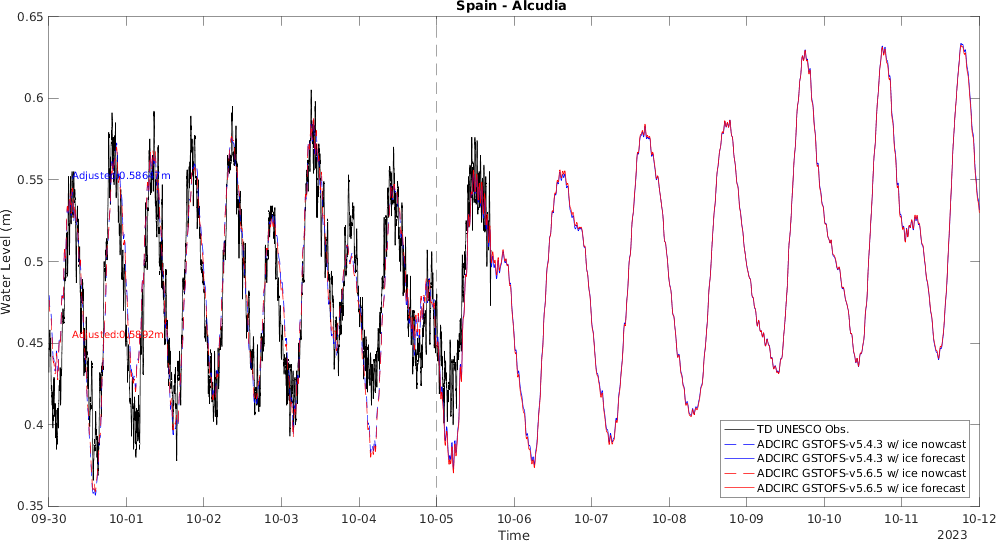 Spain - Alcudia
Water Level (m)
0.65
0.6
0.55
0.5
0.45
0.4
0.35
09-30
10-01
10-02
10-03
10-04
10-05
10-06
10-07
10-08
10-09
10-10
10-11
10-12
Time
2023
Adjusted:0.5892m
TD UNESCO Obs.
ADCIRC GSTOFS-v5.4.3 w/ ice nowcast
ADCIRC GSTOFS-v5.4.3 w/ ice forecast
ADCIRC GSTOFS-v5.6.5 w/ ice nowcast
ADCIRC GSTOFS-v5.6.5 w/ ice forecast